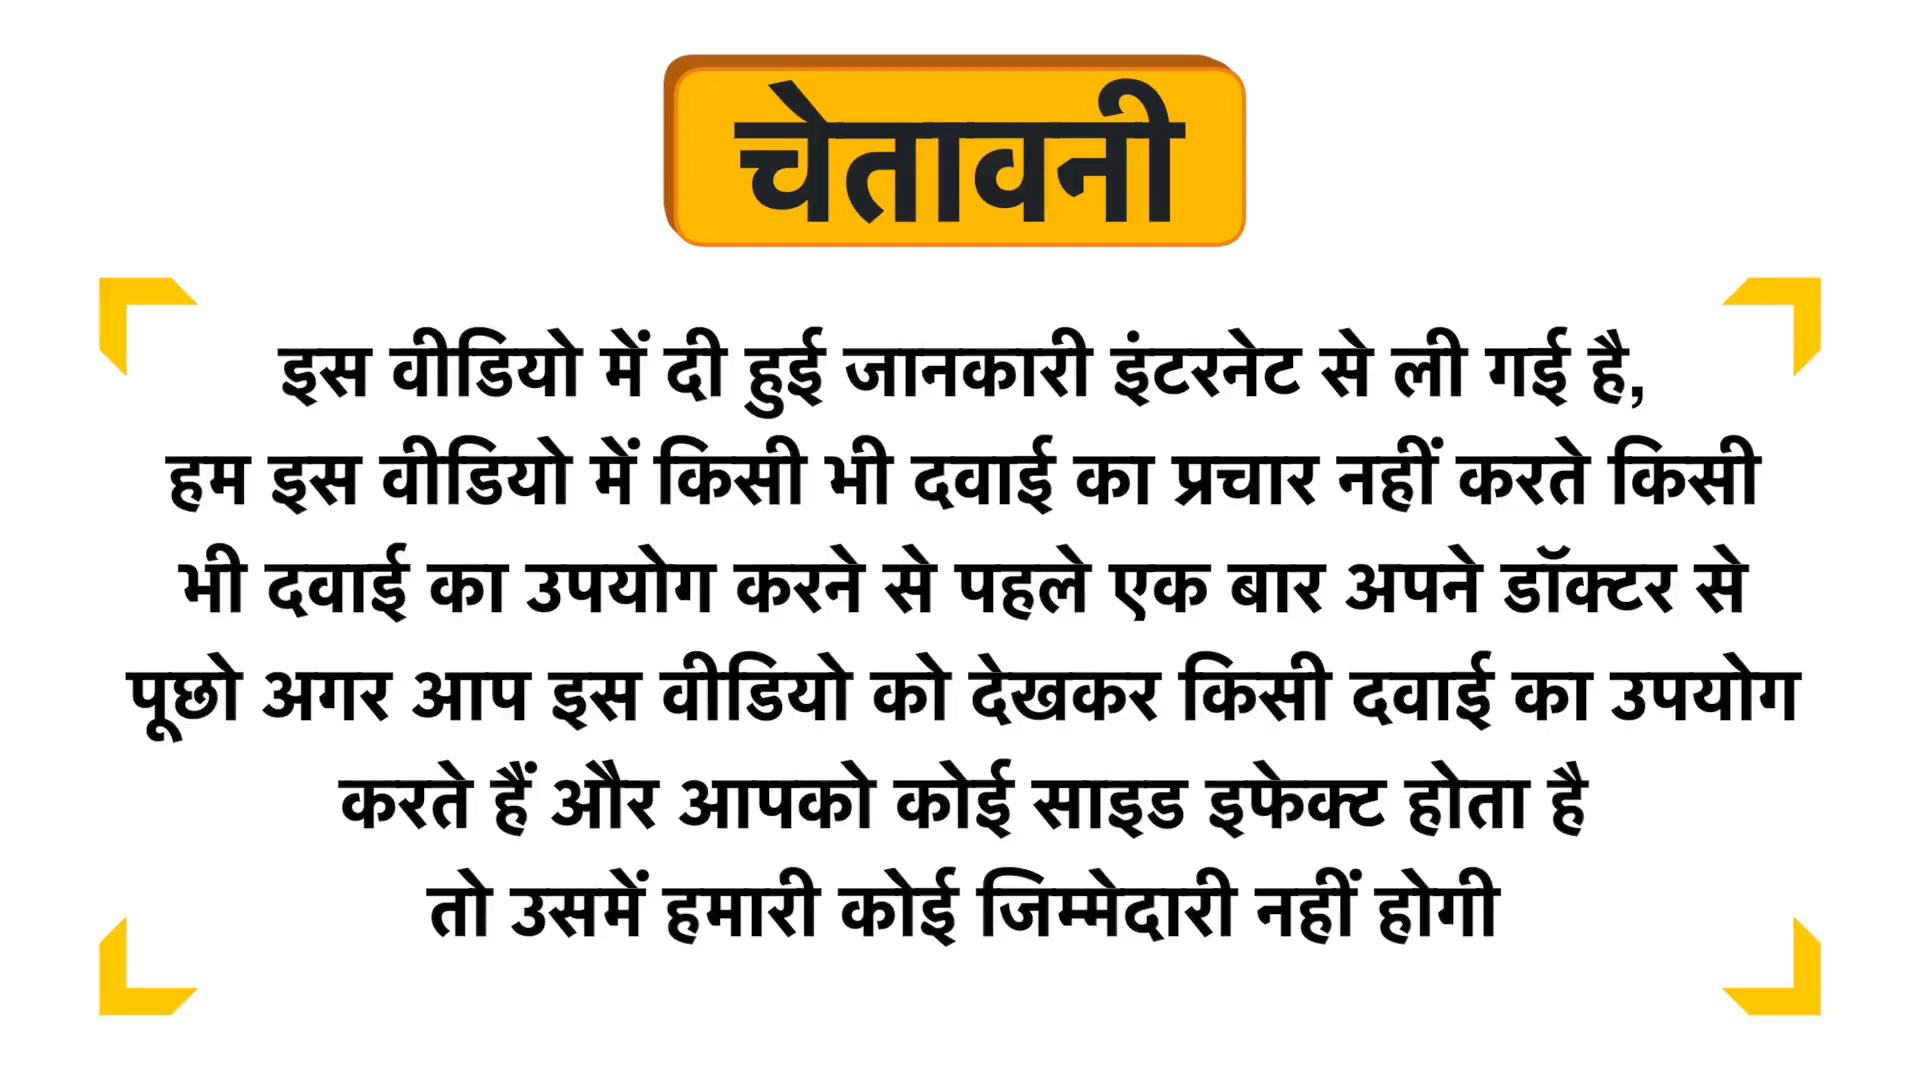 चेतावनी
इस वीडियो में दी हुई जानकारी इंटरनेट से ली गई है,
हम इस वीडियो में किसी भी दवाई का प्रचार नहीं करते किसी
भी दवाई का उपयोग करने से पहले एक बार अपने डॉक्टर से
पूछो अगर आप इस वीडियो को देखकर किसी दवाई का उपयोग
करते हैं और आपको कोई साइड इफेक्ट होता है
तो उसमें हमारी कोई जिम्मेदारी नहीं होगी